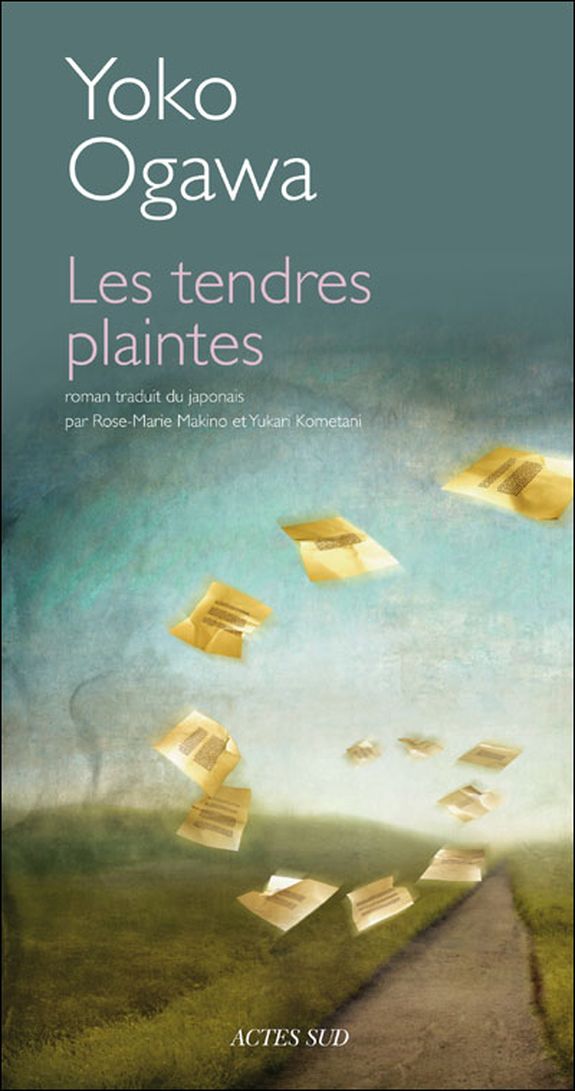 Yoko
Ogawa
Les tendres
plaintes
roman traduit du japonais
par Rose-Marie Makino et Yukari Kometani
ACTES SUD